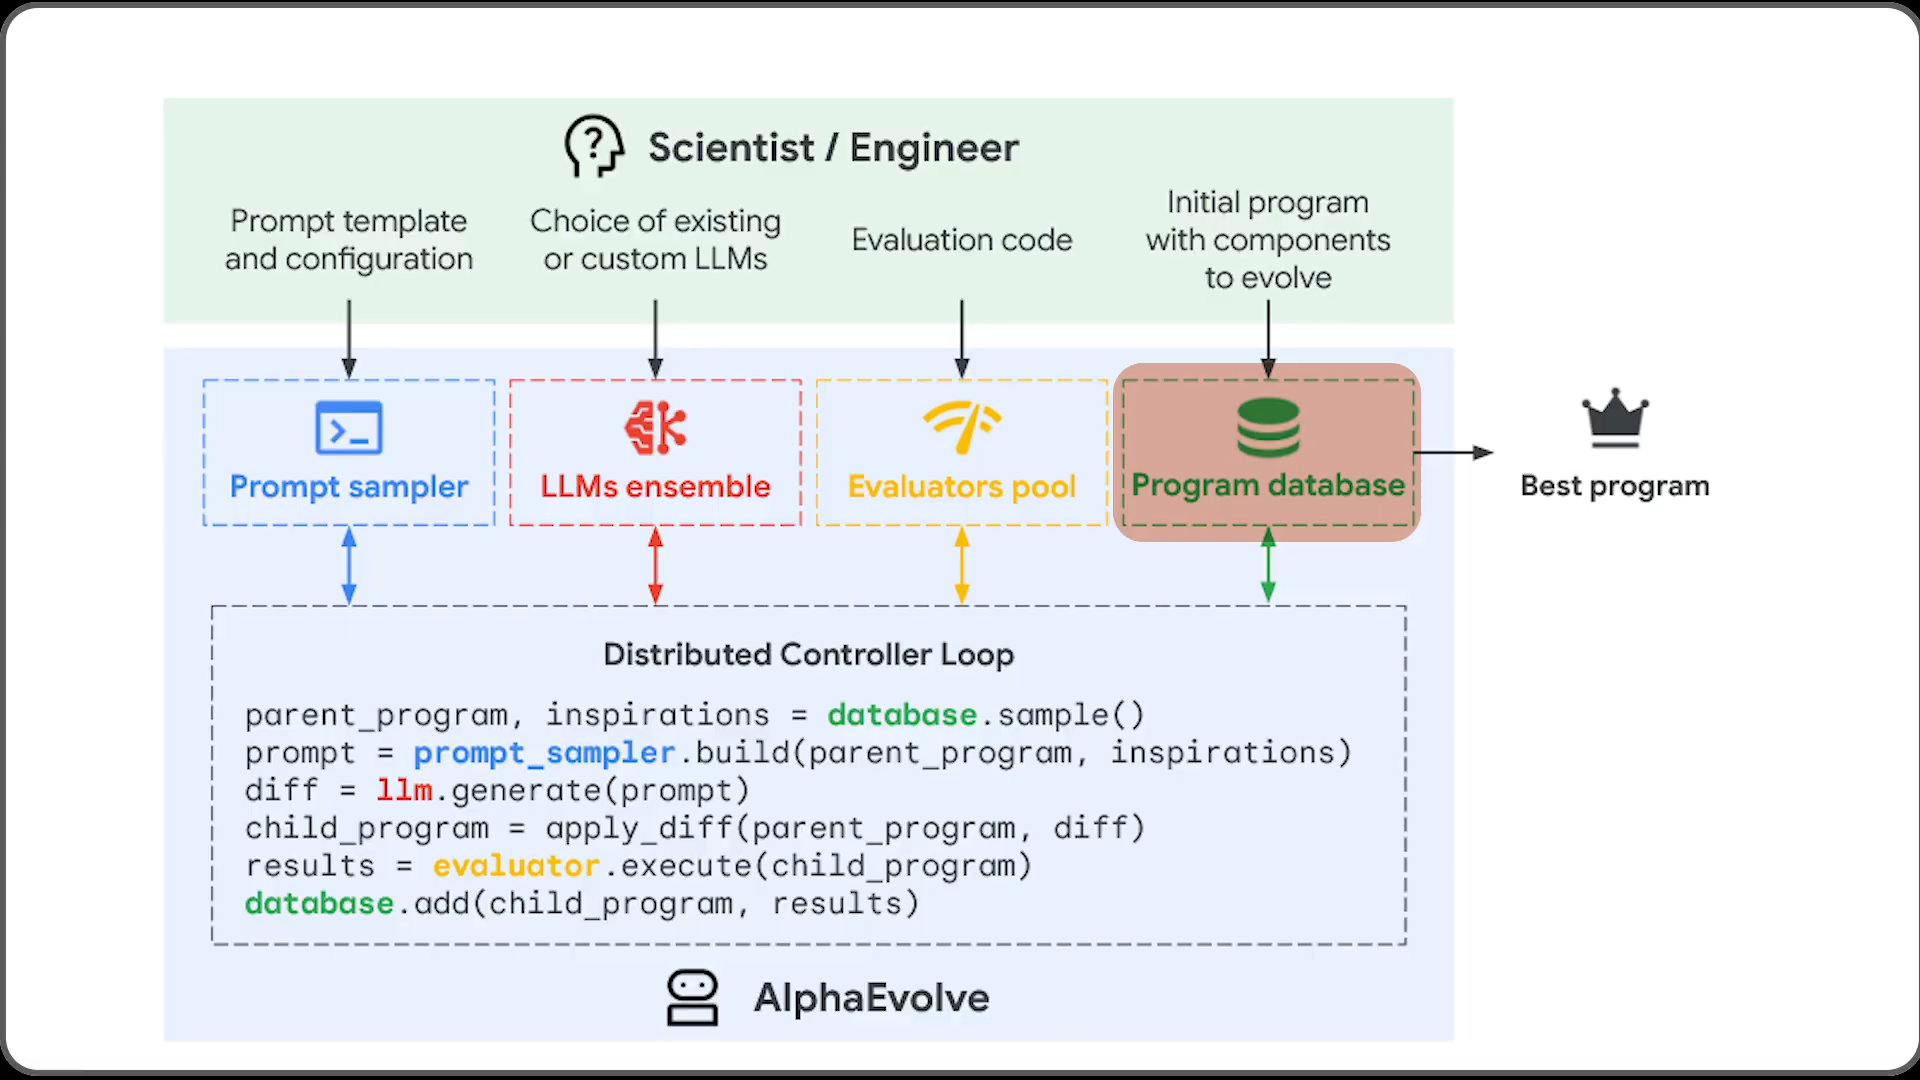 Scientist / Engineer
Prompt template
and configuration
Choice of existing
or custom LLMs
Evaluation code
Initial program
with components
to evolve
Prompt sampler
LLMs ensemble
Evaluators pool
Program database
Best program
Distributed Controller Loop
parent_program, inspirations = database.sample()
prompt = prompt_sampler.build(parent_program, inspirations)
diff = llm.generate(prompt)
child_program = apply_diff(parent_program, diff)
results = evaluator.execute(child_program)
database.add(child_program, results)
AlphaEvolve